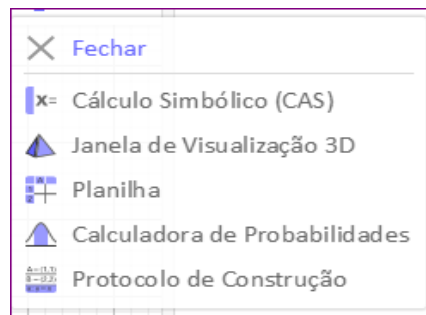 Fechar
x= Cálculo Simbólico (CAS)
Janela de Visualização 3D
Planilha
Calculadora de Probabilidades
Protocolo de Construção